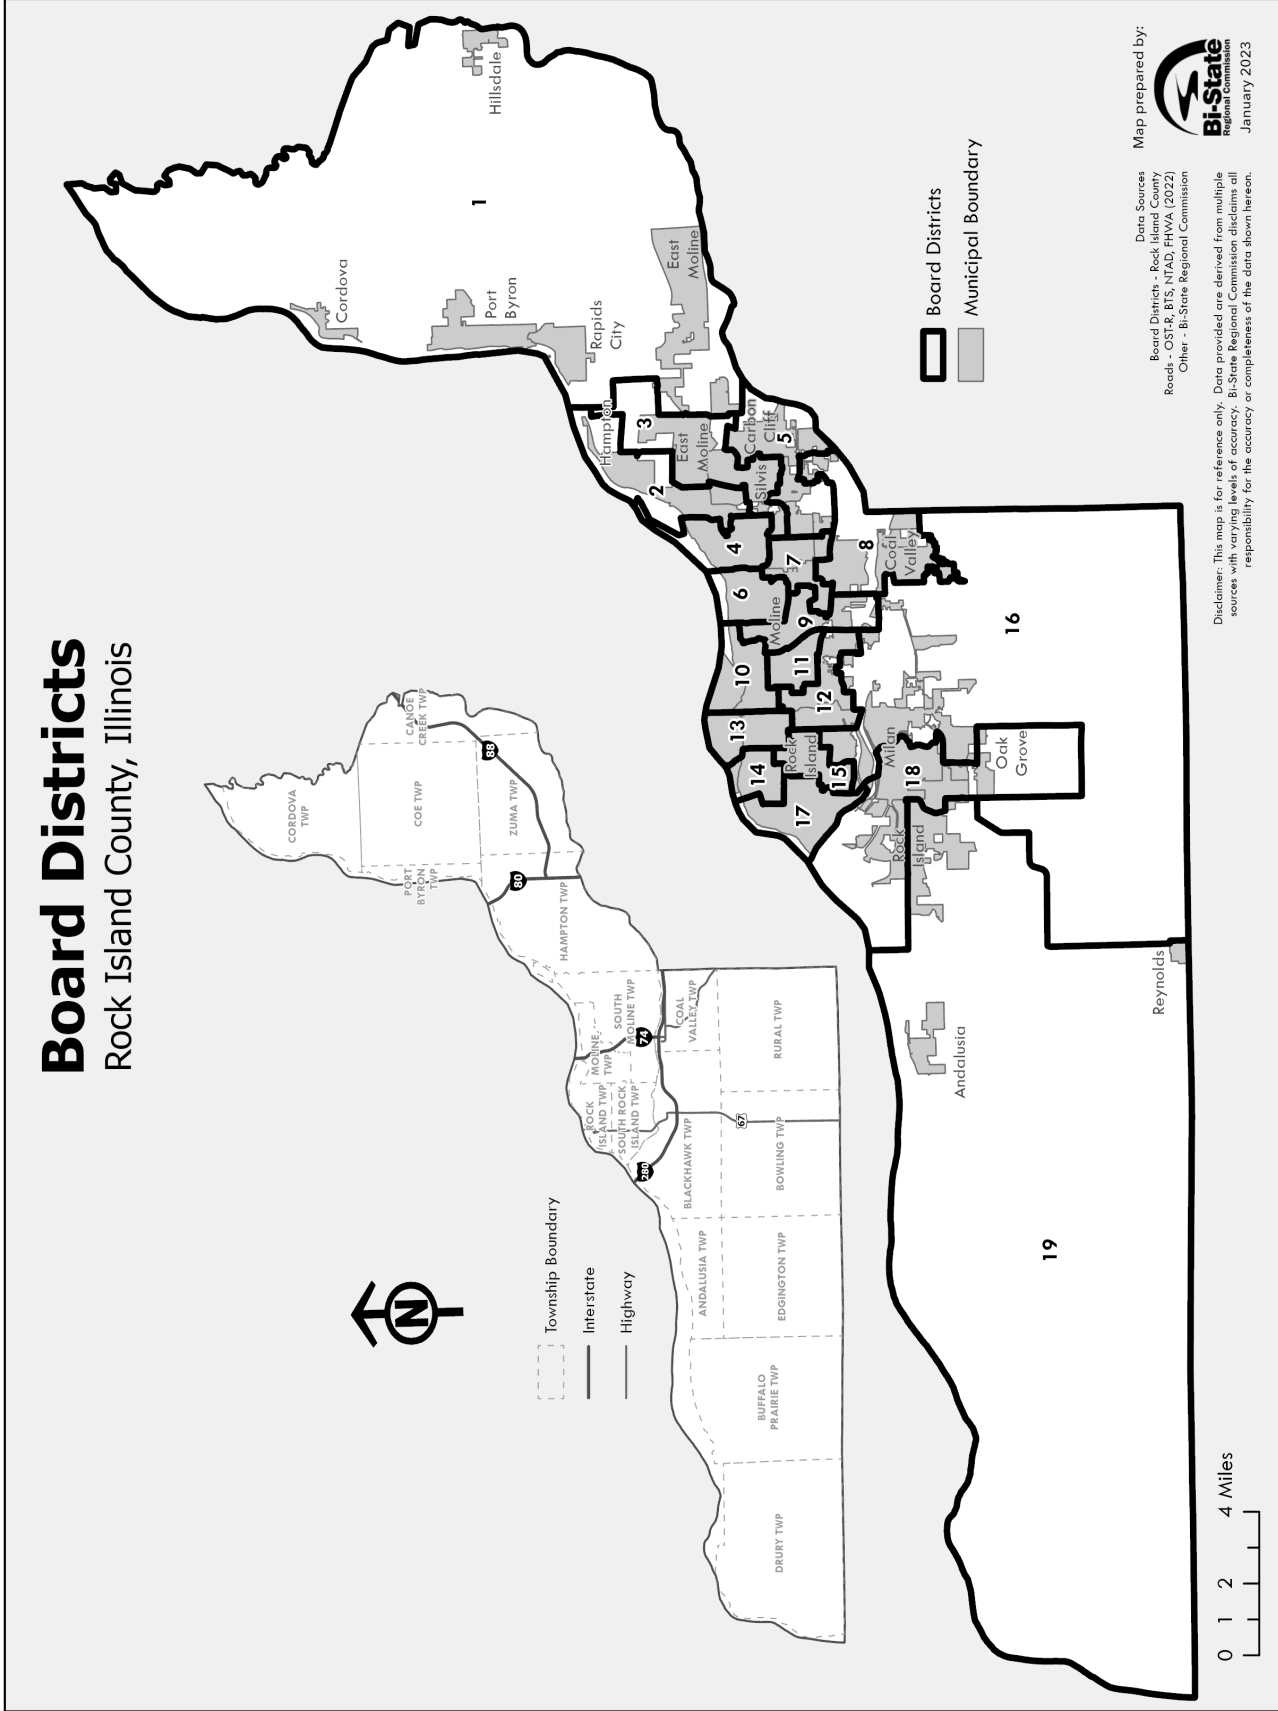 Board Districts
Rock Island County, Illinois
N
Township Boundary
Interstate
Highway
CORDOVA
TWP
CANOE
CREEK TWP
COE TWP
PORT
BYRON
TWP
ZUMA TWP
88
80
HAMPTON TWP
SOUTH
MOLINE TWP
MOLINE
TWP
74
COAL
VALLEY TWP
ROCK
ISLAND TWP
SOUTH ROCK
ISLAND TWP
280
BLACKHAWK TWP
67
RURAL TWP
BOWLING TWP
ANDALUSIA TWP
EDGINGTON TWP
BUFFALO
PRAIRIE TWP
DRURY TWP
Hillsdale
1
Cordova
Port
Byron
Rapids
City
East
Moline
Hampton
3
East
Moline
2
Carbon
Cliff
5
Silvis
4
7
8
Coal
Valley
6
Moline
9
10
11
12
13
14
Rock
Island
15
17
Milan
18
Rock
Island
Oak
Grove
16
Andalusia
Reynolds
19
Board Districts
Municipal Boundary
0 1 2 4 Miles
Data Sources
Board Districts - Rock Island County
Roads - OST-R, BTS, NTAD, FHWA (2022)
Other - Bi-State Regional Commission
Map prepared by:
Bi-State
Regional Commission
January 2023
Disclaimer: This map is for reference only. Data provided are derived from multiple
sources with varying levels of accuracy. Bi-State Regional Commission disclaims all
responsibility for the accuracy or completeness of the data shown hereon.